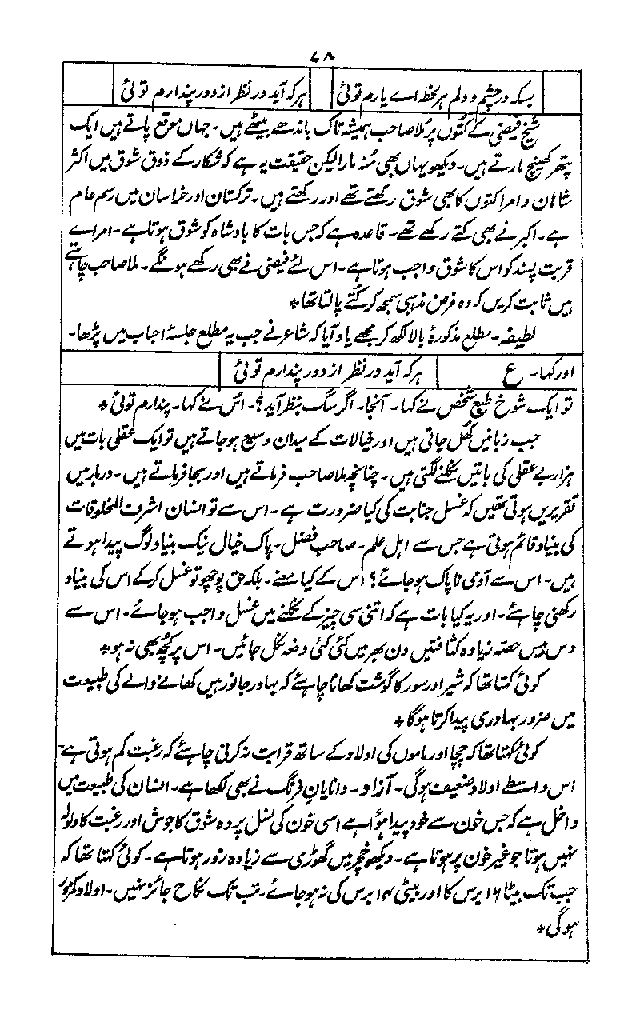 ۷۸
بسکہ در چشم و دلم ہر لحظہ اے یارم توئی ہر کہ آید در نظر از دور پندارم توئی
شیخ فیضی کے کتوں پر مُلا صاحب ہمیشہ تاک باندھے بیٹھے ہیں۔ جہاں موقع پاتے ہیں ایک
پتھر کھینچ مارتے ہیں۔ دیکھو یہاں بھی مُنہ مارا لیکن حقیقت یہ ہے کہ شکار کے ذوق شوق میں اکثر
شاہان و امرا کتوں کا بھی شوق رکھتے تھے اور رکھتے ہیں۔ ترکستان اور خراسان میں رسم عام
ہے۔ اکبر نے بھی کتے رکھے تھے۔ قاعدہ ہے کہ جس بات کا بادشاہ کو شوق ہوتا ہے۔ امراے
قربت پسند کو اس کا شوق واجب ہوتا ہے۔ اس لئے فیضی نے بھی رکھے ہونگے۔ ملا صاحب چاہتے
ہیں ثابت کریں کہ وہ فرض مذہبی سمجھ کر کتے پالتا تھا٭
لطیفہ۔ مطلع مذکورۂ بالا لکھ کر مجھے یاد آیا کہ شاعر نے جب یہ مطلع جلسۂ احباب میں پڑھا۔
اور کہا۔ ع ہر کہ آید در نظر از دور پندارم توئی
تو ایک شوخ طبع شخص نے کہا۔ آنجا۔ اگر سگ بنظر آید؟۔ اس نے کہا۔ پندارم توئی٭
جب زبانیں کھل جاتی ہیں اور خیالات کے میدان وسیع ہو جاتے ہیں تو ایک عقلی بات میں
ہزار بے عقلی کی باتیں نکلنے لگتی ہیں۔ چنانچہ ملا صاحب فرماتے ہیں اور بجا فرماتے ہیں۔ دربار میں
تقریریں ہوتی تھیں کہ غسل جنابت کی کیا ضرورت ہے۔ اس سے تو انسان اشرف المخلوقات
کی بنیاد قائم ہوتی ہے جس سے اہل علم۔ صاحب فضل۔ پاک خیال نیک بنیاد لوگ پیدا ہوتے
ہیں۔ اس سے آدمی ناپاک ہو جائے؟ اس کے کیا معنے۔ بلکہ حق پوچھو تو غسل کر کے اس کی بنیاد
رکھنی چاہئے۔ اور یہ کیا بات ہے کہ اتنی سی چیز کے نکلنے میں غسل واجب ہو جائے۔ اس سے
دس بیس حصہ زیادہ کثافتیں دن بھر میں کئی کئی دفعہ نکل جائیں۔ اس پر کچھ بھی نہ ہو٭
کوئی کہتا تھا کہ شیر اور سور کا گوشت کھانا چاہئے کہ بہادر جانور ہیں کھانے والے کی طبیعت
میں ضرور بہادری پیدا کرتا ہوگا٭
کوئی کہتا تھا کہ چچا اور ماموں کی اولاد کے ساتھ قرابت نہ کرنی چاہئے کہ رغبت کم ہوتی ہے
اس واسطے اولاد ضعیف ہوگی۔ آزاد۔ دانایان فرنگ نے بھی لکھا ہے۔ انسان کی طبیعت میں
داخل ہے کہ جس خون سے خود پیدا ہوا ہے اسی خون کی نسل پر وہ شوق کا جوش اور رغبت کا ولولہ
نہیں ہوتا جو غیر خون پر ہوتا ہے۔ دیکھو خچر میں گھوڑی سے زیادہ زور ہوتا ہے۔ کوئی کہتا تھا کہ
جب تک بیٹا ۱۶ برس کا اور بیٹی ۱۴ برس کی نہ ہو جائے۔ تب تک نکاح جائز نہیں۔ اولاد کمزور
ہوگی٭